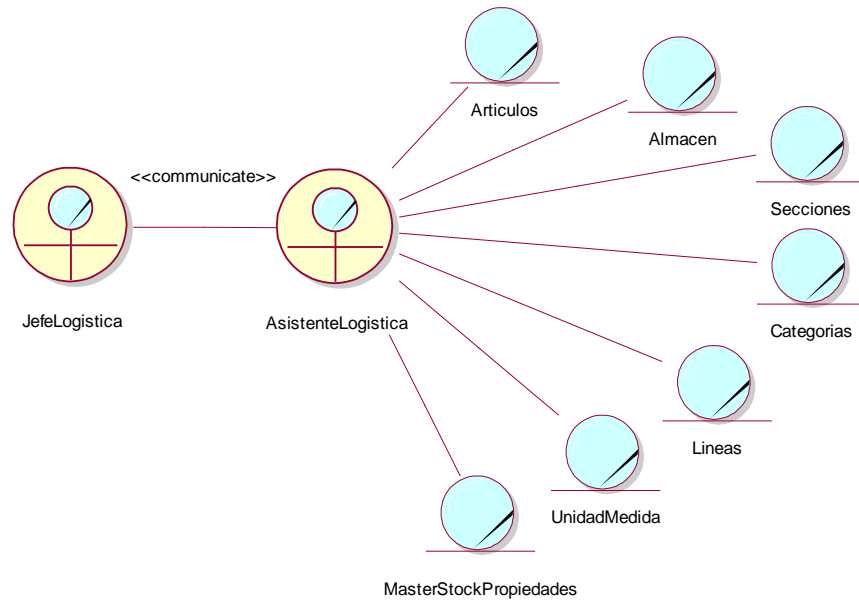 Articulos
Almacen
<<communicate>>
Secciones
JefeLogistica
AsistenteLogistica
Categorias
Lineas
UnidadMedida
MasterStockPropiedades